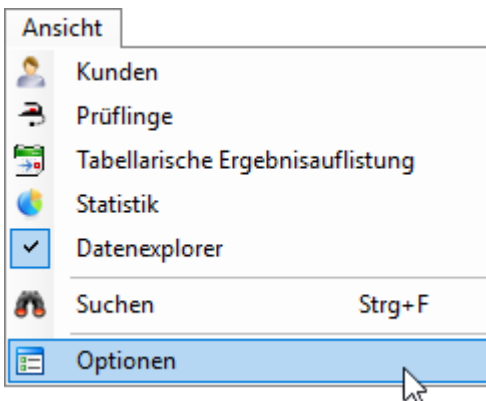 Ansicht
Kunden
Prüflinge
Tabellarische Ergebnisauflistung
Statistik
Datenexplorer
Suchen Strg+F
Optionen